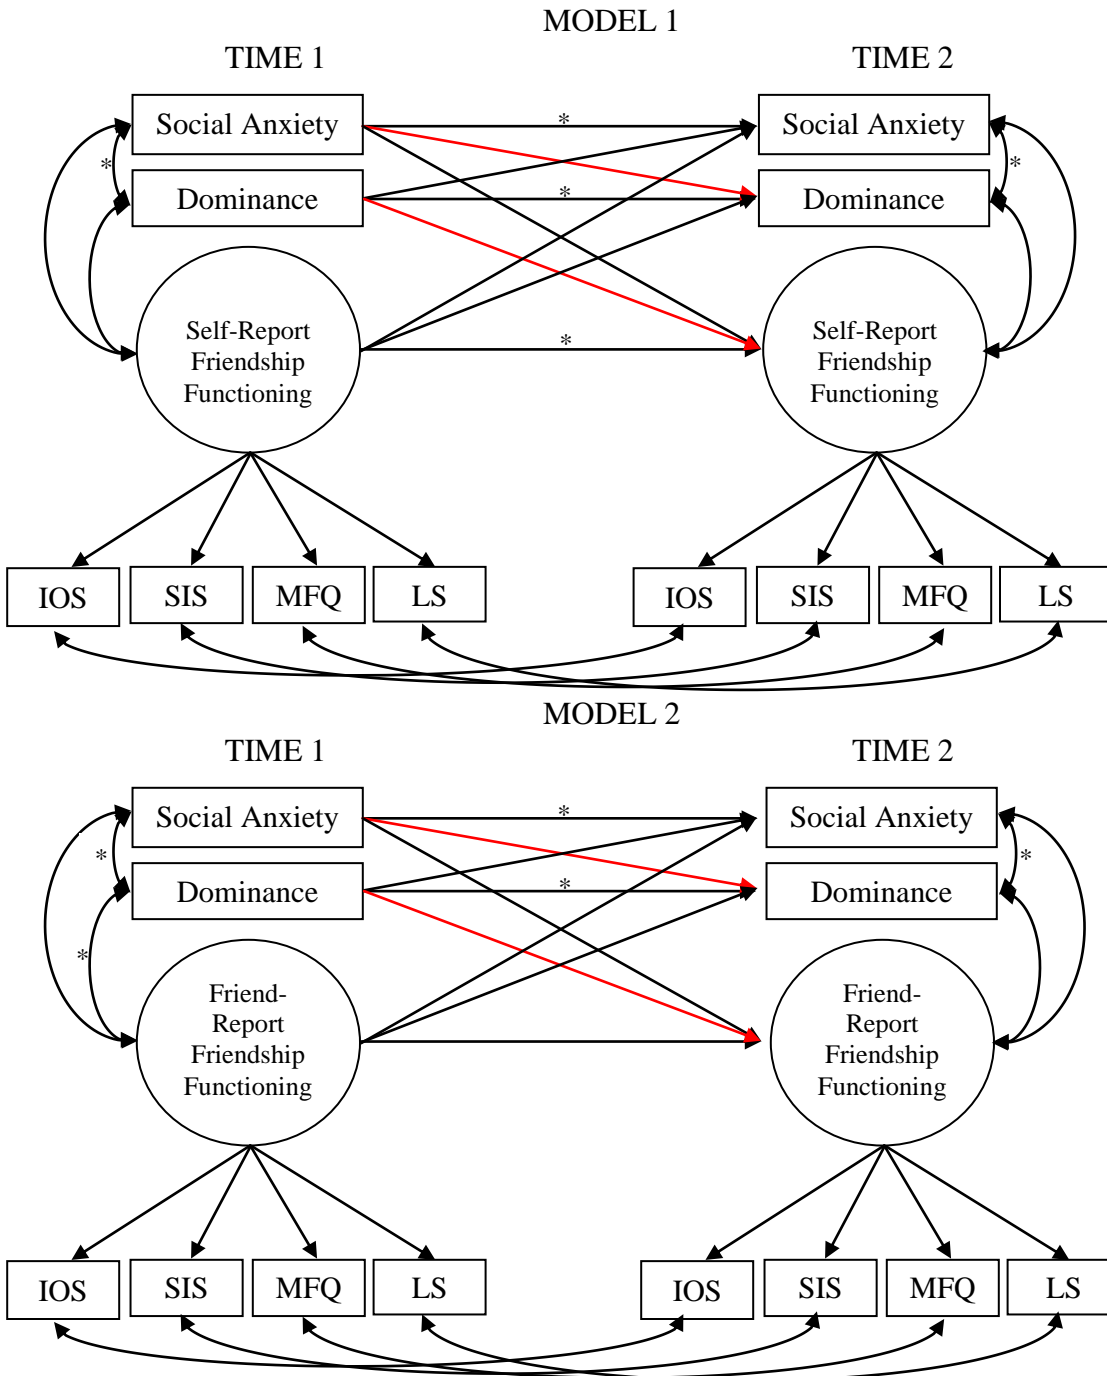 MODEL 1
TIME 1 TIME 2
Social Anxiety * Social Anxiety
* *
Dominance * Dominance
Self-Report
Friendship
Functioning
*
Self-Report
Friendship
Functioning
IOS SIS MFQ LS IOS SIS MFQ LS
MODEL 2
TIME 1 TIME 2
Social Anxiety * Social Anxiety
* *
Dominance * Dominance
*
Friend-
Report
Friendship
Functioning
Friend-
Report
Friendship
Functioning
IOS SIS MFQ LS IOS SIS MFQ LS